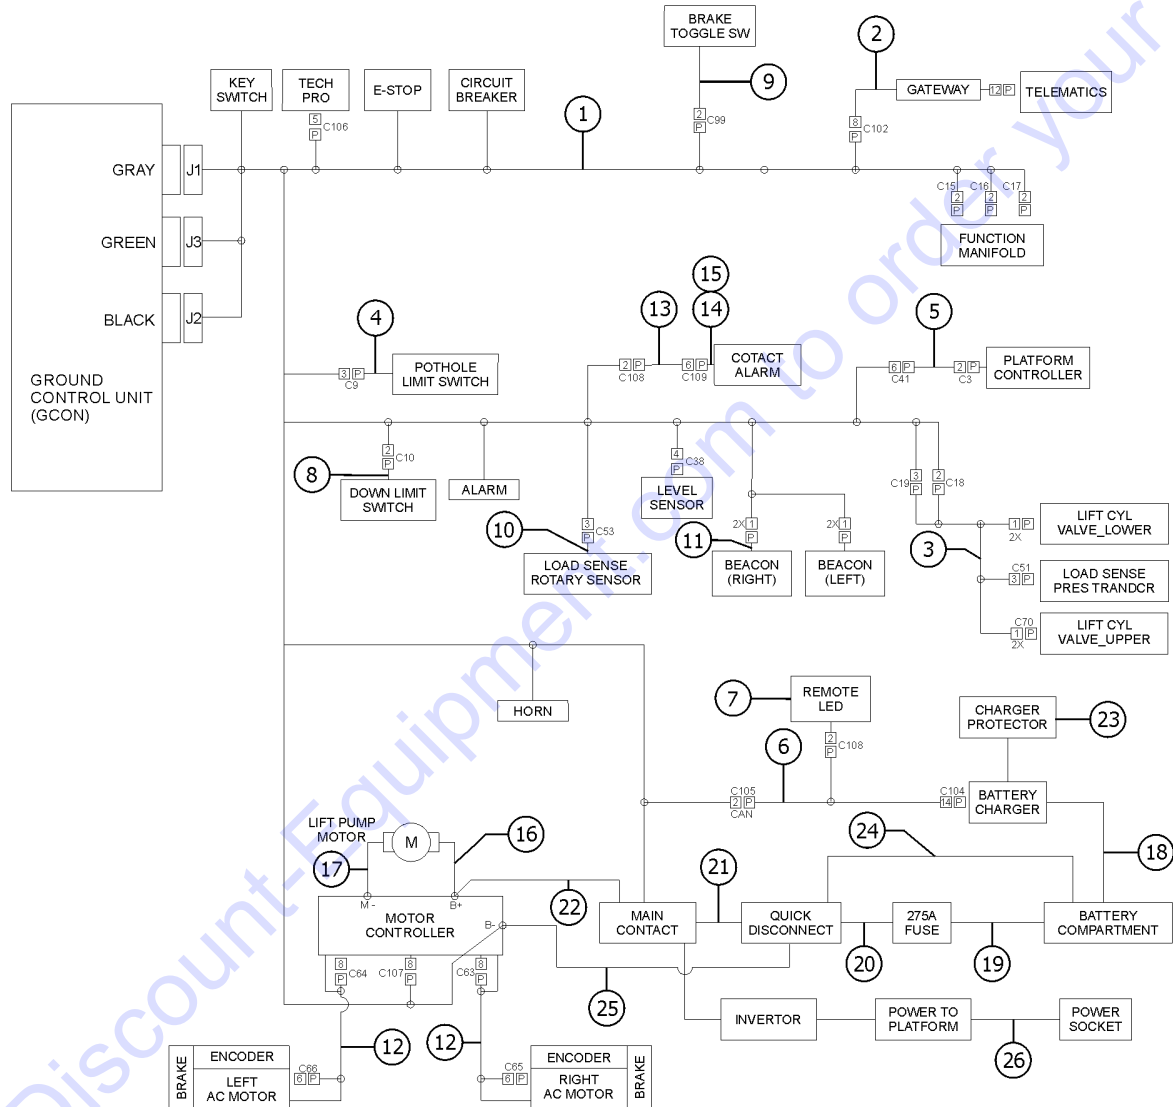 BRAKE
TOGGLE SW
2
9
KEY
SWITCH
TECH
PRO
E-STOP
CIRCUIT
BREAKER
GATEWAY
12 P
TELEMATICS
5
P
C106
1
2
P
C99
8
P
C102
GRAY
J1
GREEN
J3
BLACK
J2
GROUND
CONTROL UNIT
(GCON)
C15
2
P
C16
2
P
C17
2
P
FUNCTION
MANIFOLD
4
3 P
C9
POTHOLE
LIMIT SWITCH
13
15
14
2 P
C108
6 P
C109
COTACT
ALARM
5
6 P
C41
2 P
C3
PLATFORM
CONTROLLER
2
P
C10
8
DOWN LIMIT
SWITCH
ALARM
4
P
C38
LEVEL
SENSOR
3
P
C19
2
P
C18
10
3
P
C53
LOAD SENSE
ROTARY SENSOR
11
2X 1
P
BEACON
(RIGHT)
2X 1
P
BEACON
(LEFT)
3
1 P
2X
LIFT CYL
VALVE_LOWER
C51
3 P
LOAD SENSE
PRES TRANDCR
C70
1 P
2X
LIFT CYL
VALVE_UPPER
HORN
7
REMOTE
LED
2
P
C108
6
CHARGER
PROTECTOR
23
C105
2 P
CAN
C104
14 P
BATTERY
CHARGER
LIFT PUMP
MOTOR
M
16
17
24
18
M -
B+
B-
MOTOR
CONTROLLER
22
MAIN
CONTACT
21
QUICK
DISCONNECT
20
275A
FUSE
19
BATTERY
COMPARTMENT
8
P
C64
C107
8
P
8
P
C63
25
INVERTOR
POWER TO
PLATFORM
26
POWER
SOCKET
12
12
BRAKE
ENCODER
LEFT
AC MOTOR
C66
6 P
C65
6 P
ENCODER
RIGHT
AC MOTOR
BRAKE
Discount-Equipment.com to order your